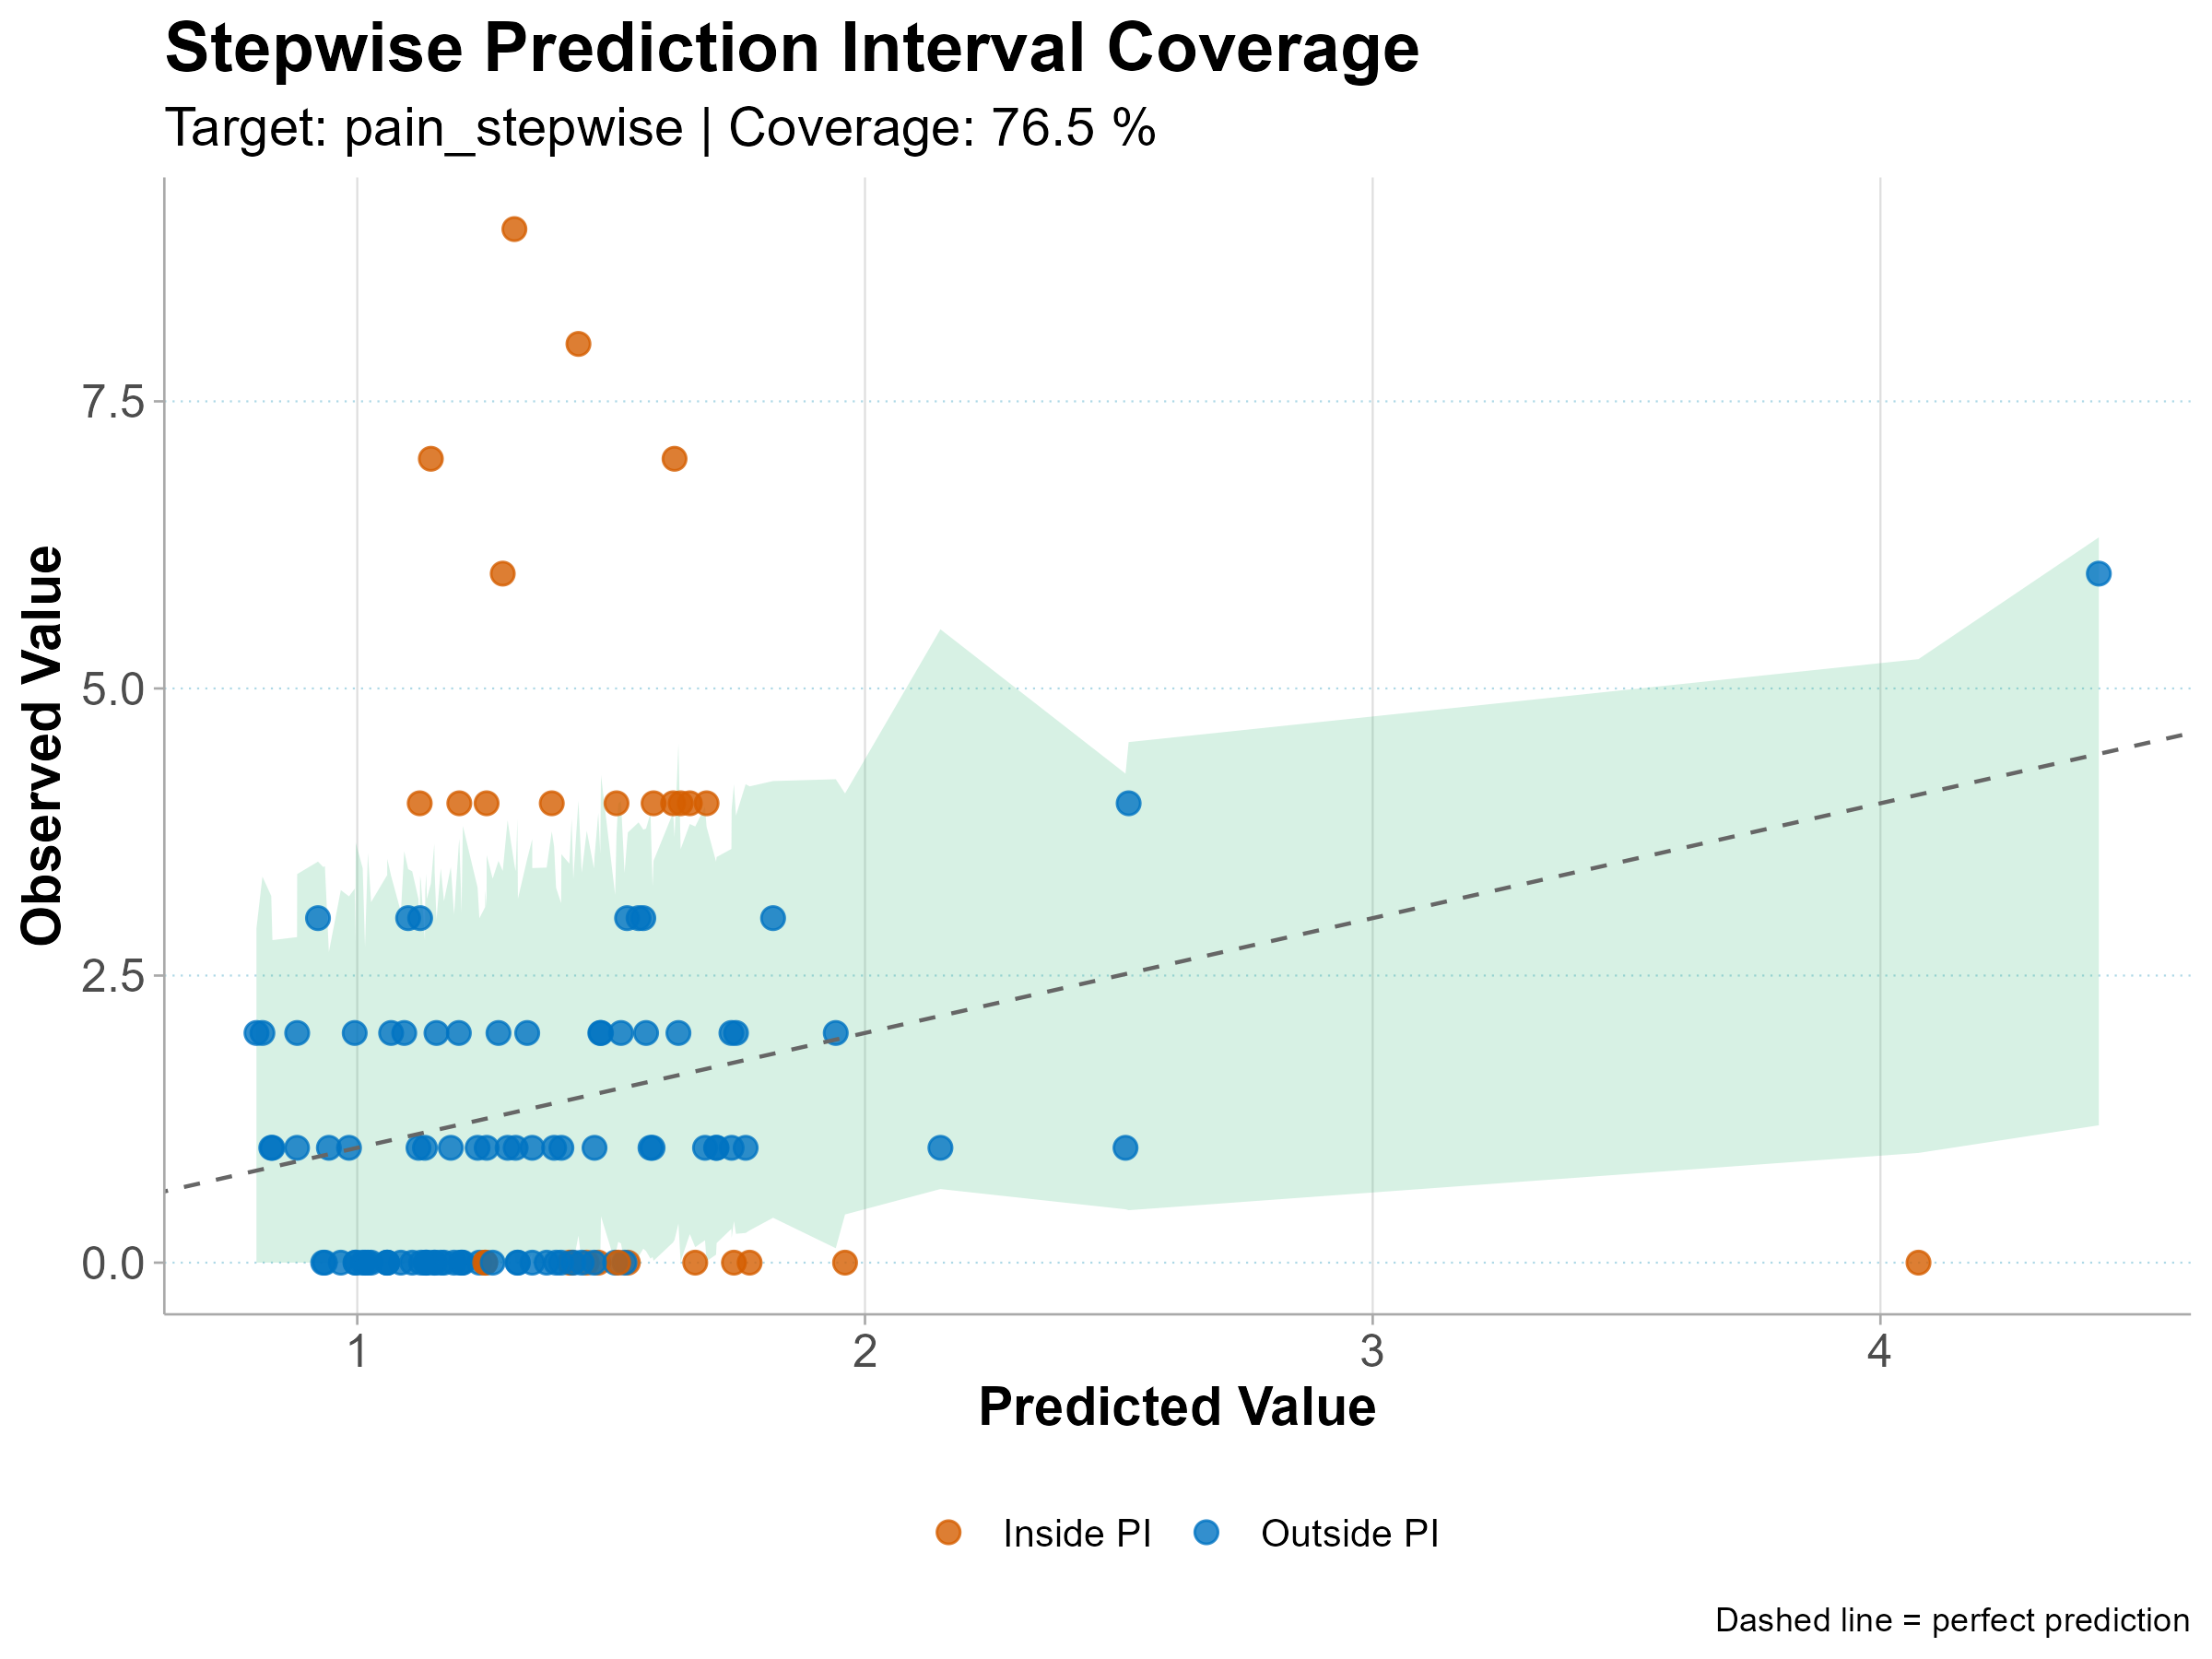 Stepwise Prediction Interval Coverage
Target: pain_stepwise | Coverage: 76.5 %
Observed Value
7.5
5.0
2.5
0.0
1 2 3 4
Predicted Value
Inside PI Outside PI
Dashed line = perfect prediction